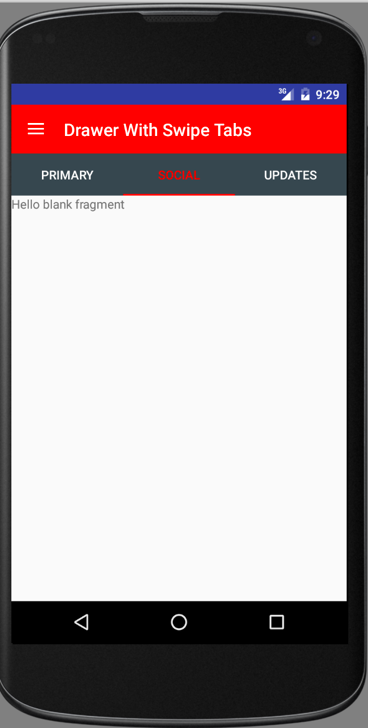 3G 9:29
Drawer With Swipe Tabs
PRIMARY SOCIAL UPDATES
Hello blank fragment